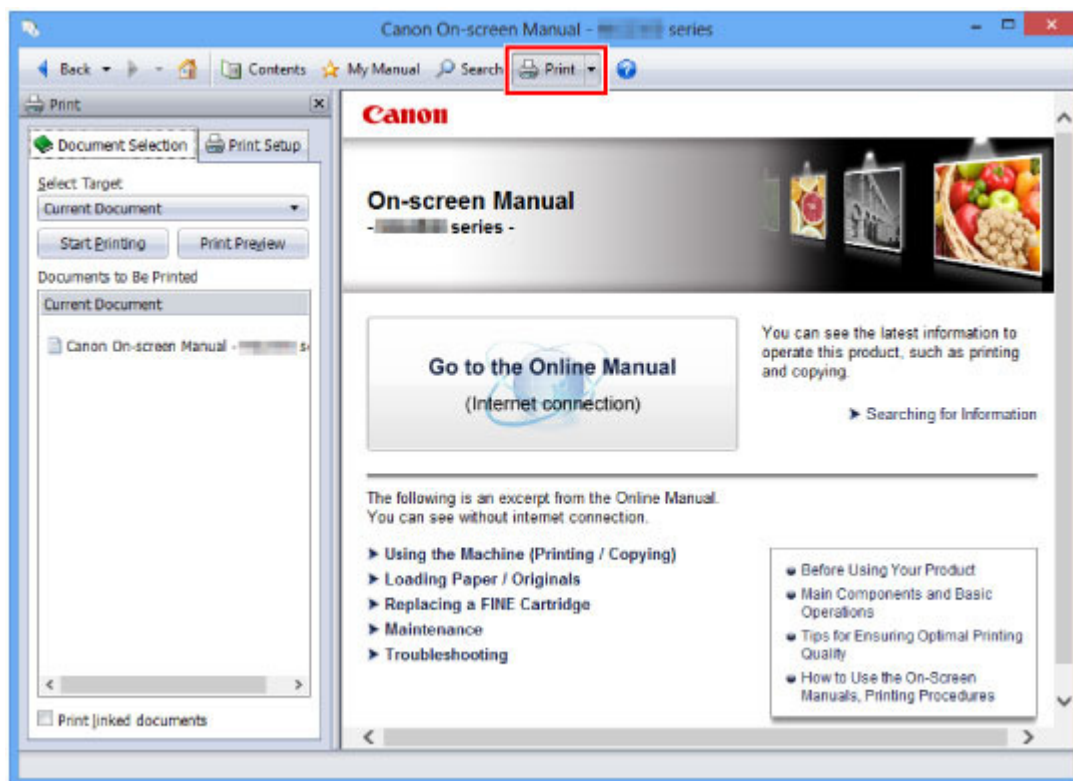 Canon On-screen Manual - series
Back
Contents
My Manual
Search
Print
Print
Document Selection
Print Setup
Select Target
Current Document
Start Printing
Print Preview
Documents to Be Printed
Current Document
Canon On-screen Manual -
Print linked documents
Canon
On-screen Manual
- series -
Go to the Online Manual
(Internet connection)
You can see the latest information to
operate this product, such as printing
and copying.
Searching for Information
The following is an excerpt from the Online Manual.
You can see without internet connection.
Using the Machine (Printing / Copying)
Loading Paper / Originals
Replacing a FINE Cartridge
Maintenance
Troubleshooting
Before Using Your Product
Main Components and Basic
Operations
Tips for Ensuring Optimal Printing
Quality
How to Use the On-Screen
Manuals, Printing Procedures